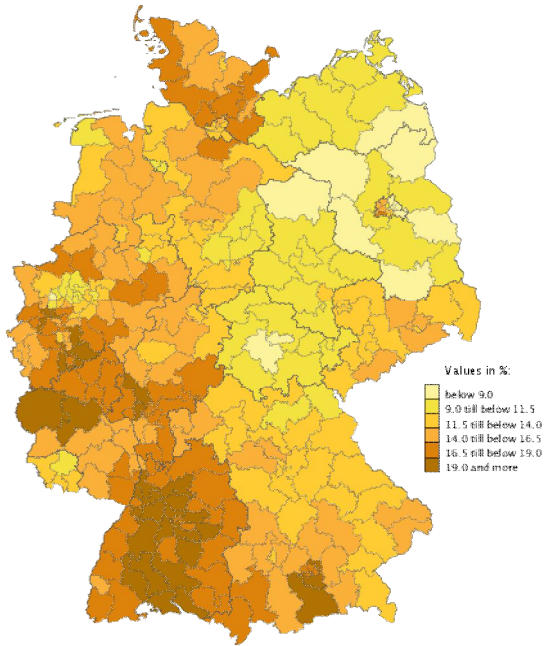 Values in %:
below 9.0
9.0 till below 11.5
11.5 till below 14.0
14.0 till below 16.5
16.5 till below 19.0
19.0 and more